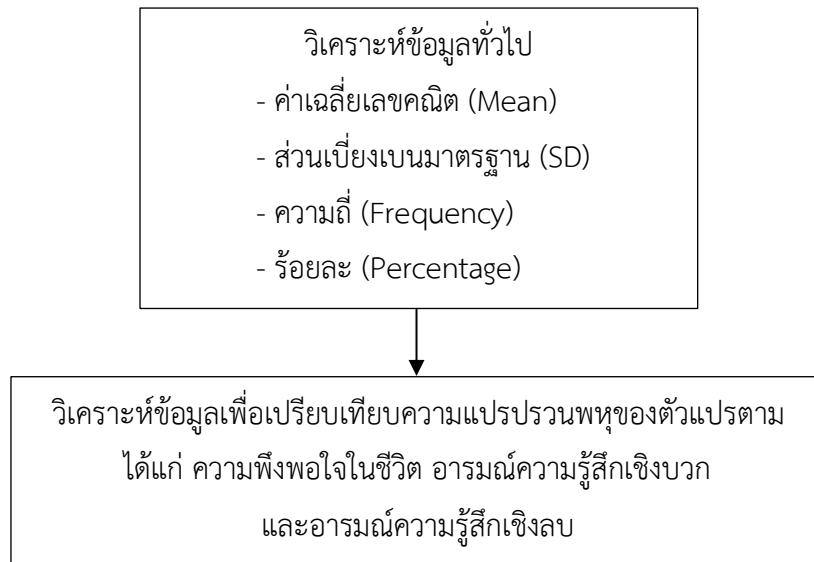 วิเคราะห์ข้อมูลทั่วไป
- ค่าเฉลี่ยเลขคณิต (Mean)
- ส่วนเบี่ยงเบนมาตรฐาน (SD)
- ความถี่ (Frequency)
- ร้อยละ (Percentage)
วิเคราะห์ข้อมูลเพื่อเปรียบเทียบความแปรปรวนพหุของตัวแปรตาม
ได้แก่ ความพึงพอใจในชีวิต อารมณ์ความรู้สึกเชิงบวก
และอารมณ์ความรู้สึกเชิงลบ